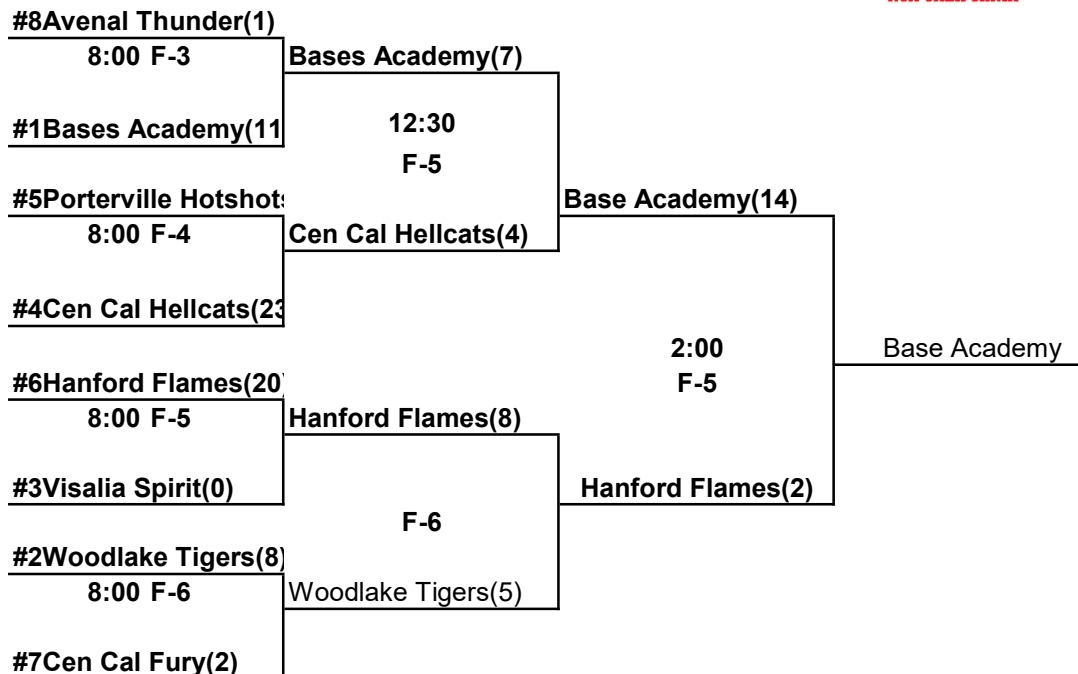 #8Avenal Thunder(1)
8:00 F-3
Bases Academy(7)
#1Bases Academy(11
12:30
F-5
#5Porterville Hotshots
Base Academy(14)
8:00 F-4
Cen Cal Hellcats(4)
#4Cen Cal Hellcats(23
2:00
Base Academy
#6Hanford Flames(20)
F-5
8:00 F-5
Hanford Flames(8)
#3Visalia Spirit(0)
Hanford Flames(2)
F-6
#2Woodlake Tigers(8)
8:00 F-6
Woodlake Tigers(5)
#7Cen Cal Fury(2)